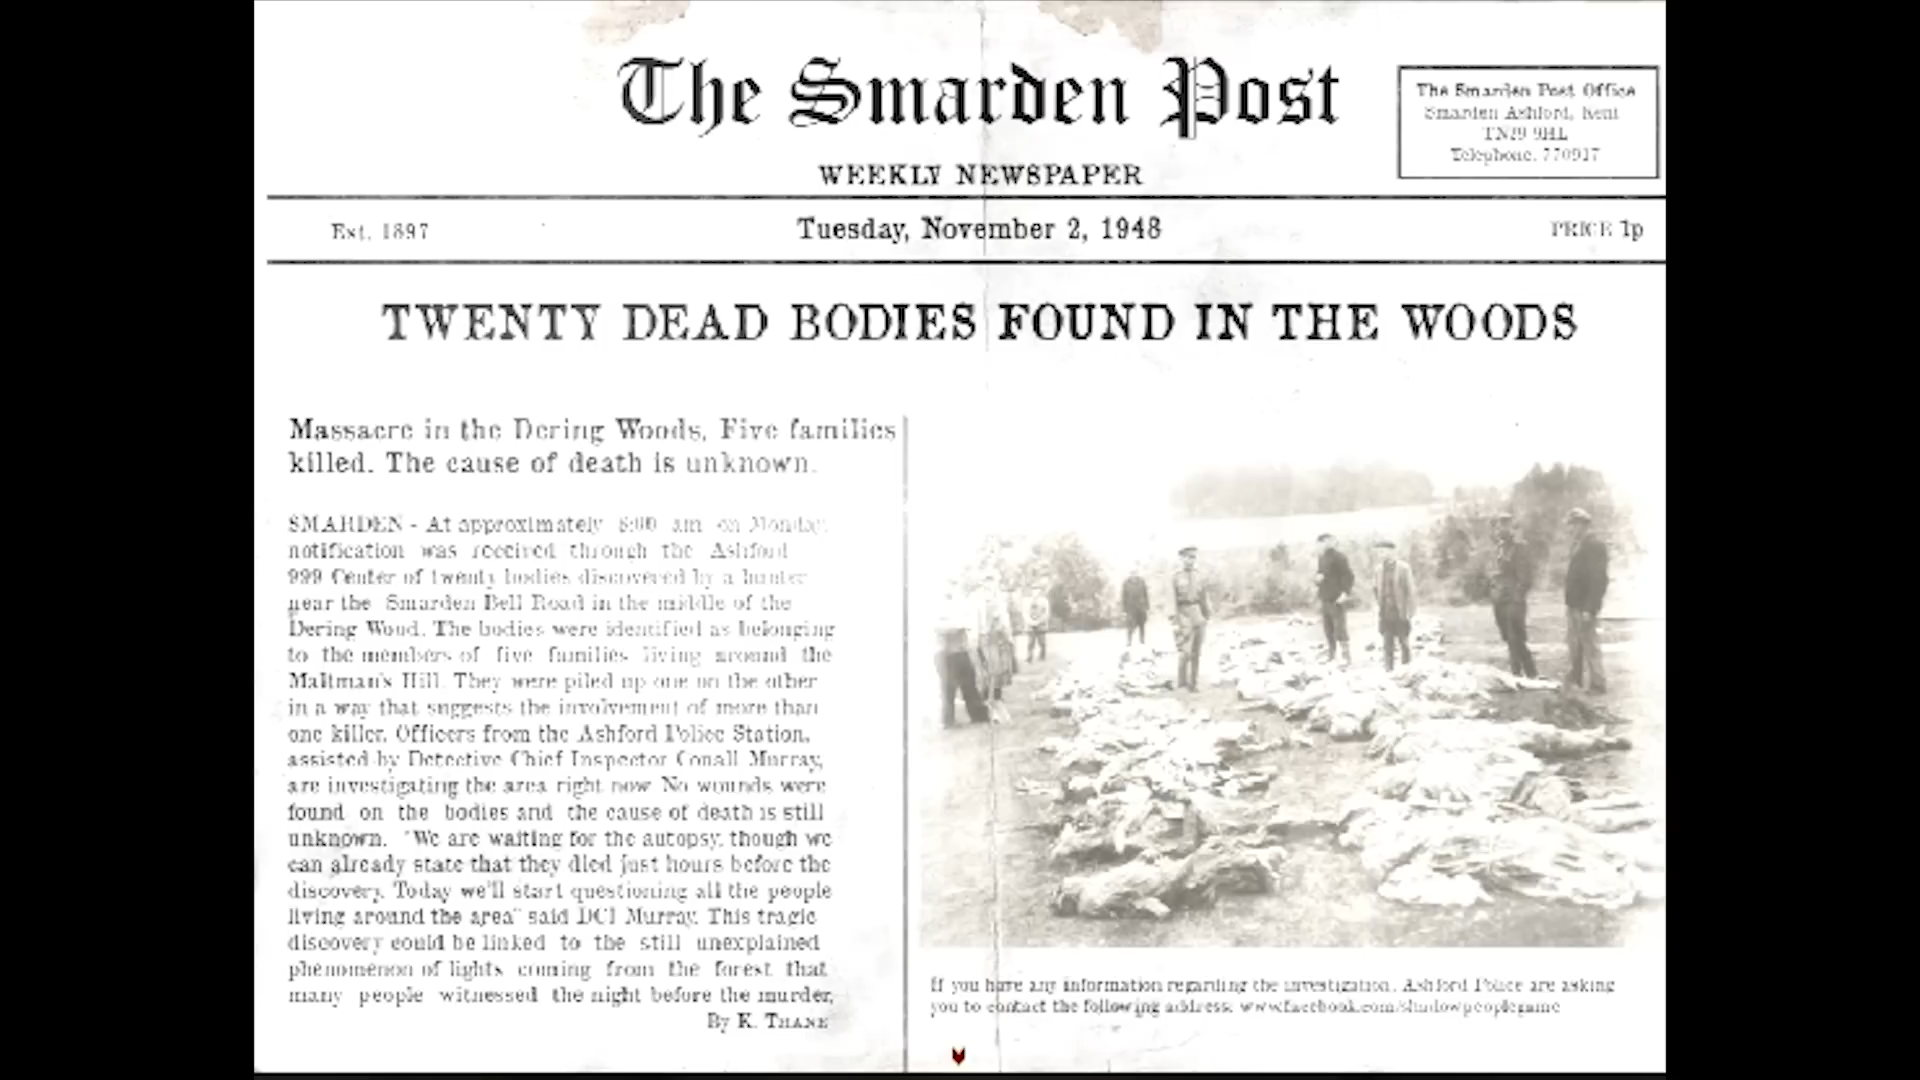 The Smarden Post
The Smarden Post Office
Smarden Ashford, Kent
TN29 9HL
Telephone. 770917
WEEKLY NEWSPAPER
Est. 1897
Tuesday, November 2, 1948
PRICE 1p
TWENTY DEAD BODIES FOUND IN THE WOODS
Massacre in the Dering Woods, Five families
killed. The cause of death is unknown.
SMARDEN - At approximately 8:00 am on Monday,
notification was received through the Ashford
999 Center of twenty bodies discovered by a hunter
near the Smarden Bell Road in the middle of the
Dering Wood. The bodies were identified as belonging
to the members of five families living around the
Maltman's Hill. They were piled up one on the other
in a way that suggests the involvement of more than
one killer. Officers from the Ashford Police Station,
assisted by Detective Chief Inspector Conall Murray,
are investigating the area right now. No wounds were
found on the bodies and the cause of death is still
unknown. "We are waiting for the autopsy, though we
can already state that they died just hours before the
discovery. Today we'll start questioning all the people
living around the area" said DCI Murray. This tragic
discovery could be linked to the still unexplained
phenomenon of lights coming from the forest that
many people witnessed the night before the murder.
By K. THANE
If you have any information regarding the investigation, Ashford Police are asking
you to contact the following address: www.facebook.com/shadowpeoplegame